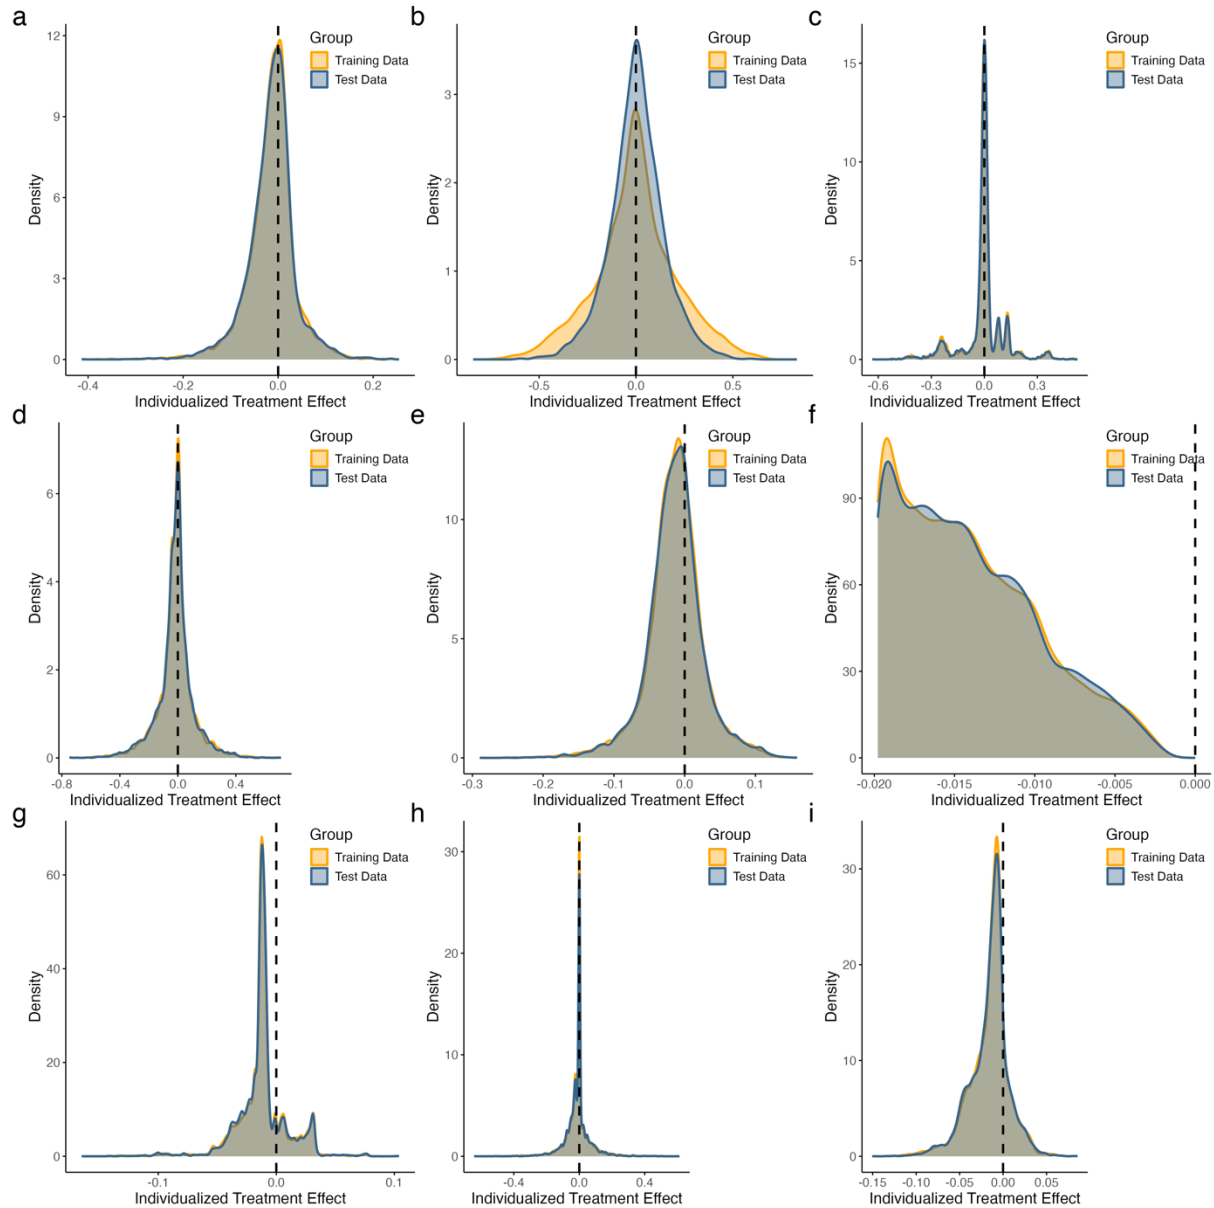 a
12
9
6
3
0
Density
-0.4 -0.2 0.0 0.2
Individualized Treatment Effect
Group
Training Data
Test Data
b
3
2
1
0
Density
-0.5 0.0 0.5
Individualized Treatment Effect
Group
Training Data
Test Data
c
15
10
5
0
Density
-0.6 -0.3 0.0 0.3
Individualized Treatment Effect
Group
Training Data
Test Data
d
6
4
2
0
Density
-0.8 -0.4 0.0 0.4
Individualized Treatment Effect
Group
Training Data
Test Data
e
10
5
0
Density
-0.3 -0.2 -0.1 0.0 0.1
Individualized Treatment Effect
Group
Training Data
Test Data
f
90
60
30
0
Density
-0.020 -0.015 -0.010 -0.005 0.000
Individualized Treatment Effect
Group
Training Data
Test Data
g
60
40
20
0
Density
-0.1 0.0 0.1
Individualized Treatment Effect
Group
Training Data
Test Data
h
30
20
10
0
Density
-0.4 0.0 0.4
Individualized Treatment Effect
Group
Training Data
Test Data
i
30
20
10
0
Density
-0.15 -0.10 -0.05 0.00 0.05
Individualized Treatment Effect
Group
Training Data
Test Data